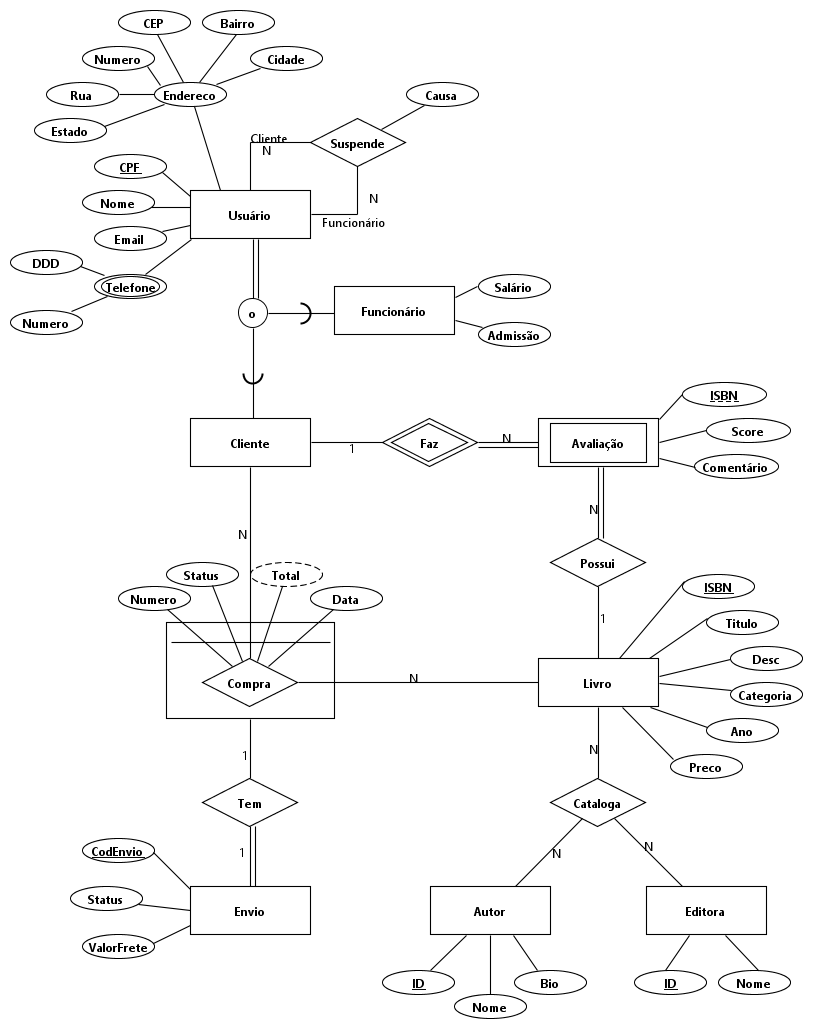 CEP
Bairro
Numero
Cidade
Rua
Endereco
Causa
Estado
Cliente
N
Suspende
CPF
N
Nome
Usuário
Funcionário
Email
DDD
Telefone
Numero
o
Funcionário
Salário
Admissão
ISBN
Cliente
1
Faz
N
Avaliação
Score
Comentário
N
N
Status
Total
Possui
ISBN
Numero
Data
1
Titulo
Desc
Compra
N
Livro
Categoria
Ano
1
N
Preco
Tem
Cataloga
CodEnvio
1
N
N
Status
Envio
Autor
Editora
ValorFrete
ID
Nome
Bio
ID
Nome